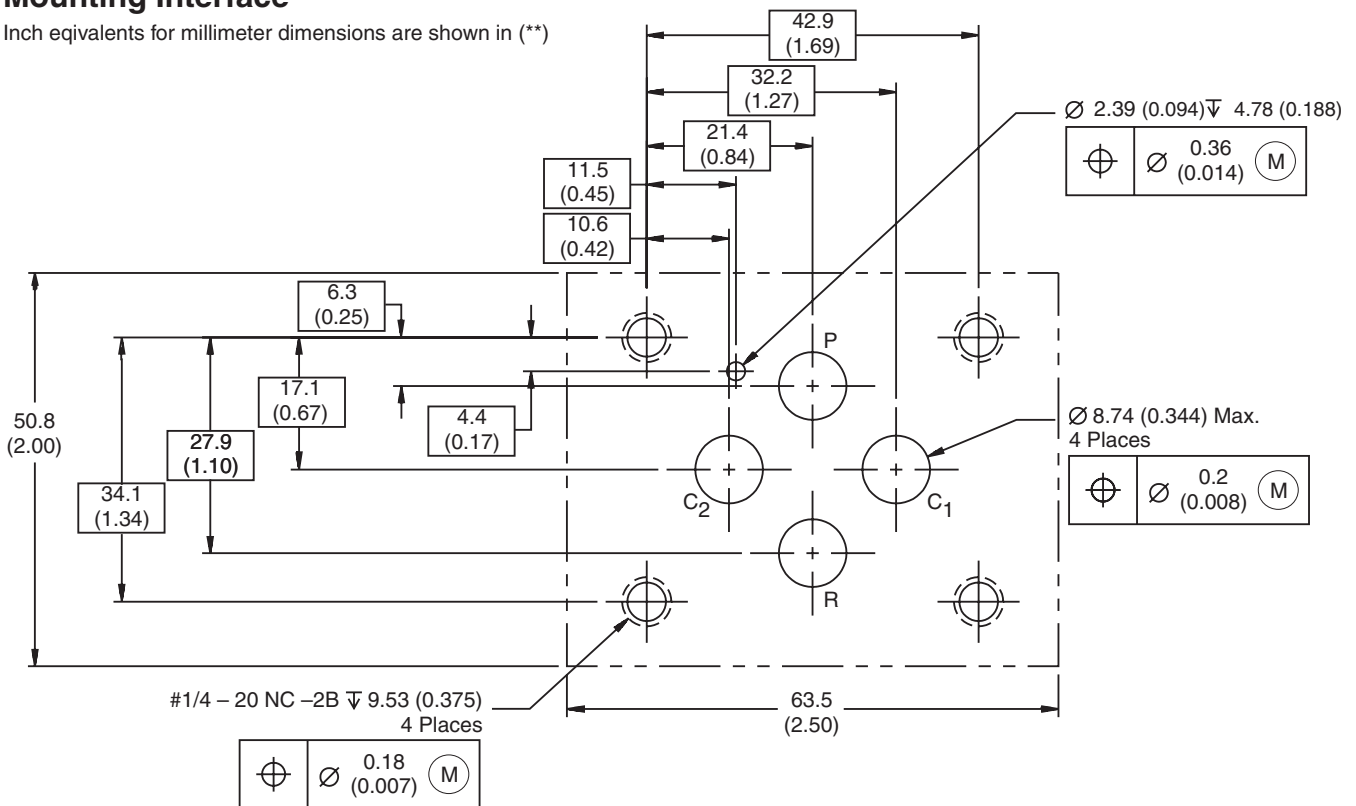 Mounting Interface
Inch eqivalents for millimeter dimensions are shown in (**)
42.9
(1.69)
32.2
(1.27)
21.4
(0.84)
11.5
(0.45)
10.6
(0.42)
⌀ 2.39 (0.094)↧ 4.78 (0.188)
⌖ ⌀ 0.36 Ⓜ
(0.014)
6.3
(0.25)
17.1
(0.67)
4.4
(0.17)
50.8
(2.00)
27.9
(1.10)
34.1
(1.34)
P
C2
C1
R
⌀ 8.74 (0.344) Max.
4 Places
⌖ ⌀ 0.2 Ⓜ
(0.008)
#1/4 – 20 NC –2B ↧ 9.53 (0.375)
4 Places
⌖ ⌀ 0.18 Ⓜ
(0.007)
63.5
(2.50)